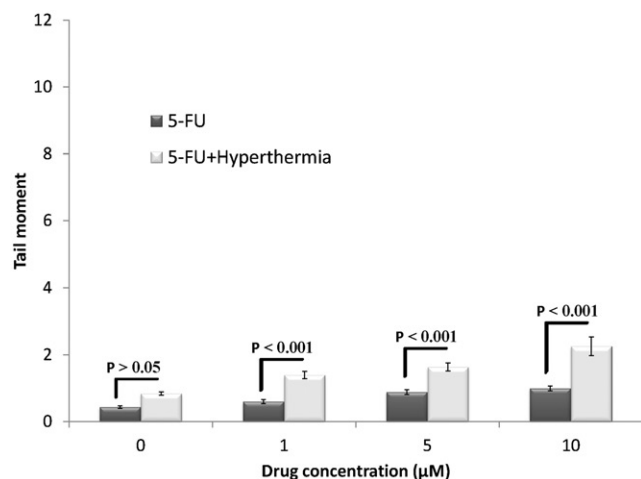 12
10
8
6
4
2
0
Tail moment
5-FU
5-FU+Hyperthermia
P > 0.05
P < 0.001
P < 0.001
P < 0.001
0 1 5 10
Drug concentration (µM)